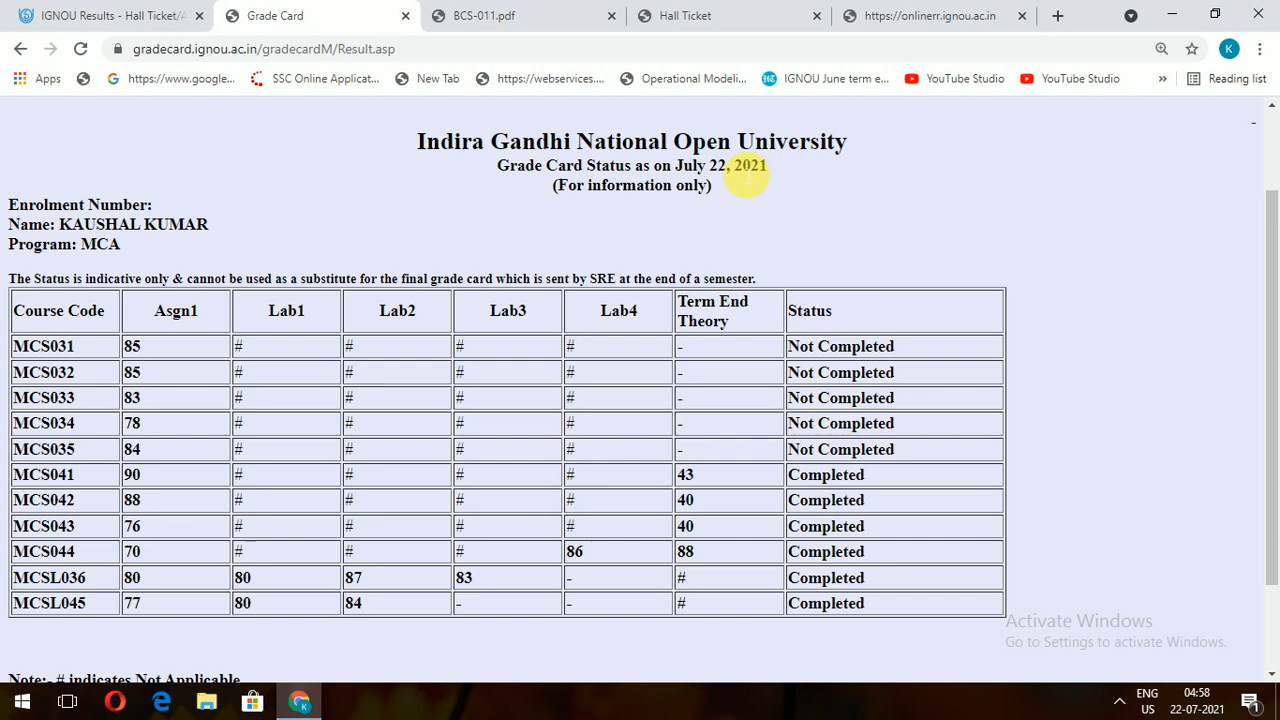 IGNOU Results - Hall Ticket/A
Grade Card
BCS-011.pdf
Hall Ticket
https://onlinerr.ignou.ac.in
gradecard.ignou.ac.in/gradecardM/Result.asp
K
Apps
https://www.google...
SSC Online Applicat...
New Tab
https://webservices....
Operational Modeli...
IGNOU June term e...
YouTube Studio
YouTube Studio
Reading list
-
Indira Gandhi National Open University
Grade Card Status as on July 22, 2021
(For information only)
Enrolment Number:
Name: KAUSHAL KUMAR
Program: MCA
The Status is indicative only & cannot be used as a substitute for the final grade card which is sent by SRE at the end of a semester.
Course Code Asgn1 Lab1 Lab2 Lab3 Lab4 Term End Theory Status
MCS031 85 # # # # - Not Completed
MCS032 85 # # # # - Not Completed
MCS033 83 # # # # - Not Completed
MCS034 78 # # # # - Not Completed
MCS035 84 # # # # - Not Completed
MCS041 90 # # # # 43 Completed
MCS042 88 # # # # 40 Completed
MCS043 76 # # # # 40 Completed
MCS044 70 # # # 86 88 Completed
MCSL036 80 80 87 83 - # Completed
MCSL045 77 80 84 - - # Completed
Activate Windows
Go to Settings to activate Windows.
Note:- # indicates Not Applicable
ENG 04:58
US 22-07-2021
1